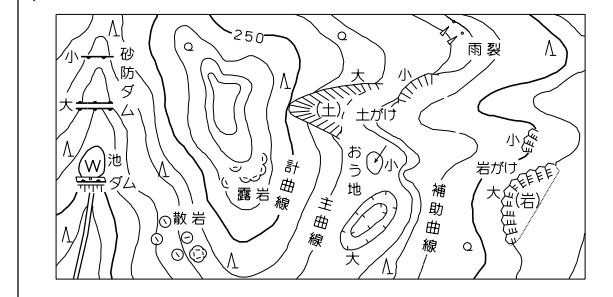 250
小
砂防ダム
大
W
池
ダム
散岩
露岩
計曲線
主曲線
大
(土)
土がけ
小
雨裂
おう地
小
大
補助曲線
小
岩がけ
大
(岩)